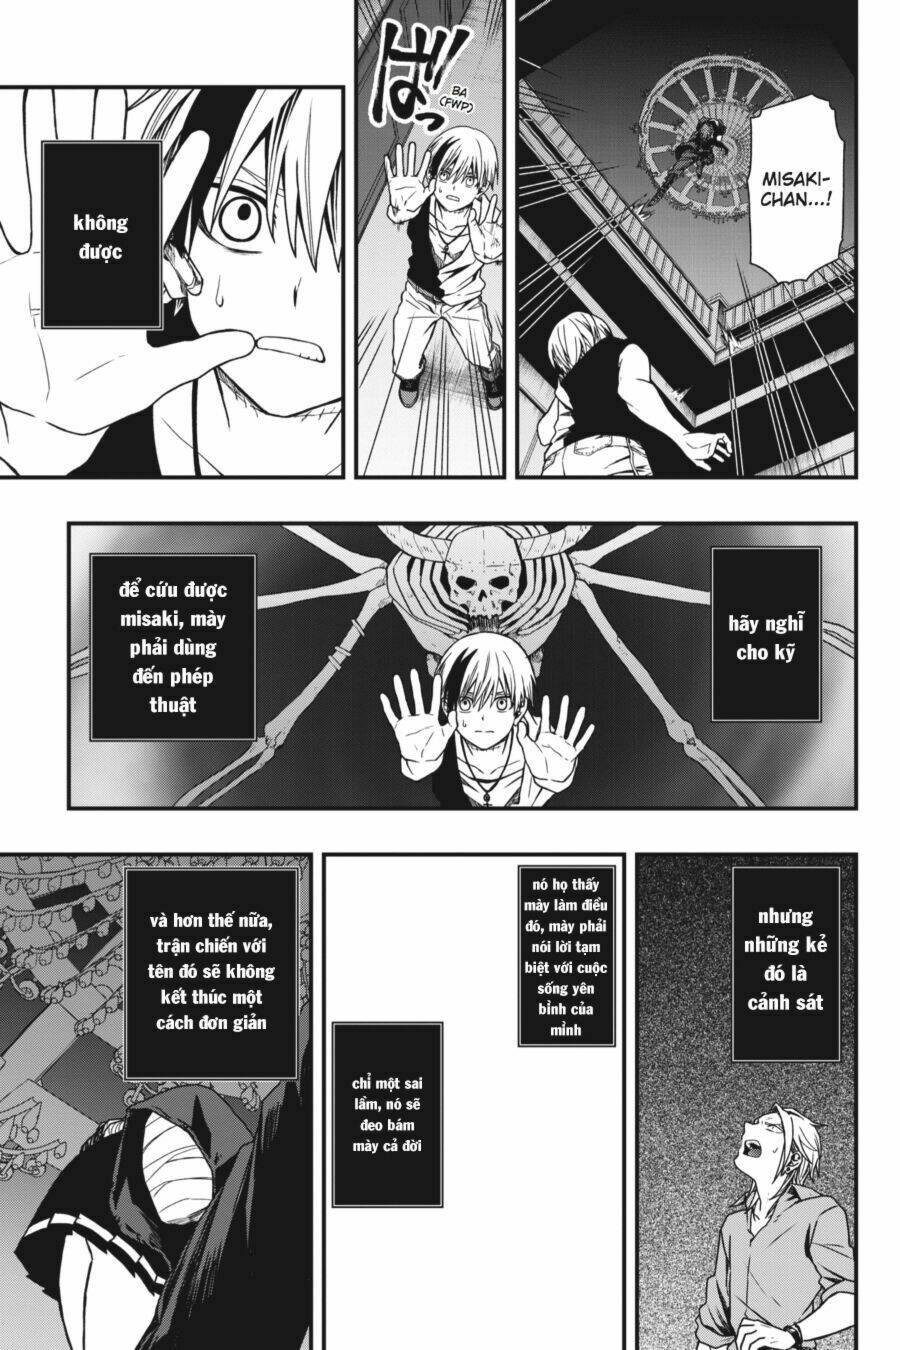 MISAKI-
CHAN...!
ばっ
BA
(FWP)
không
được
hãy nghĩ
cho kỹ
để cứu được
misaki, mày
phải dùng
đến phép
thuật
nhưng
những kẻ
đó là
cảnh sát
nó họ thấy
mày làm điều
đó, mày phải
nói lời tạm
biệt với cuộc
sống yên
bình của
mình
chỉ một sai
lầm, nó sẽ
đeo bám
mày cả đời
và hơn thế nữa,
trận chiến với
tên đó sẽ không
kết thúc một
cách đơn giản